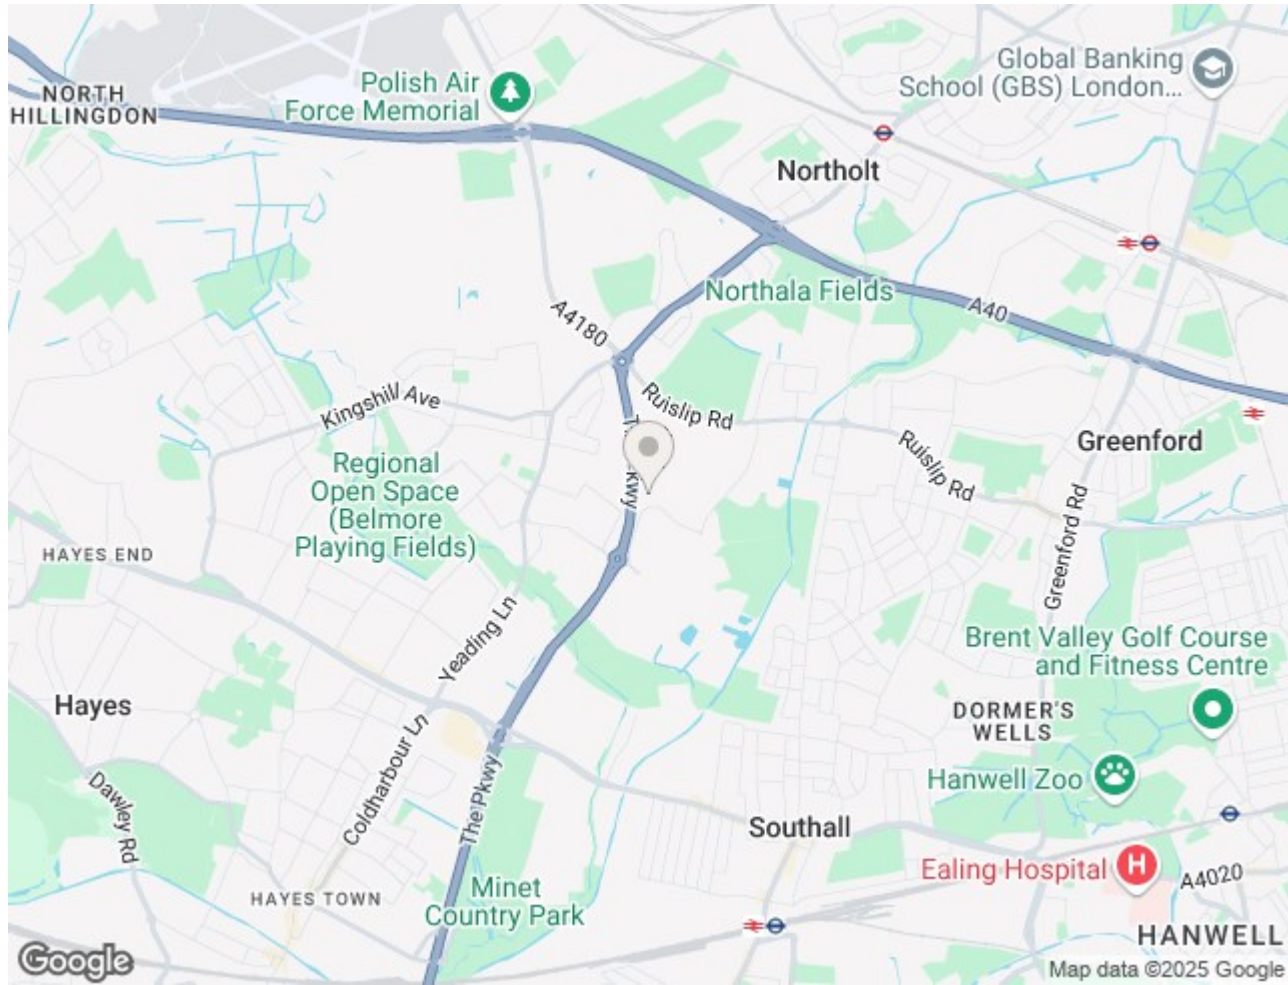 Global Banking
School (GBS) London...
Polish Air
Force Memorial
NORTH
HILLINGDON
Northolt
Northala Fields
A40
A4180
Kingshill Ave
Ruislip Rd
Ruislip Rd
Greenford
Regional
Open Space
(Belmore
Playing Fields)
kwy
Greenford Rd
HAYES END
Yeading Ln
Brent Valley Golf Course
and Fitness Centre
Hayes
DORMER'S
WELLS
Coldharbour Ln
The Pkwy
Hanwell Zoo
Dawley Rd
Southall
Ealing Hospital
H
A4020
Minet
Country Park
HAYES TOWN
HANWELL
Google
Map data ©2025 Google